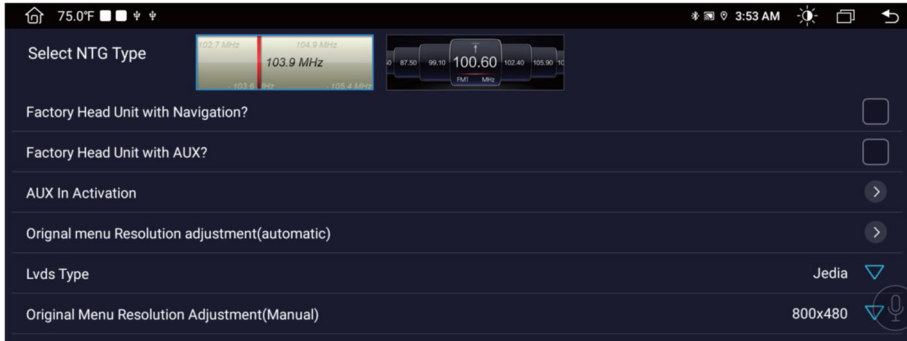 75.0°F
3:53 AM
Select NTG Type
102.7 MHz 104.9 MHz
103.9 MHz
103.6 MHz 105.4 MHz
87.50 99.10 100.60 102.40 105.90
FM1 MHz
Factory Head Unit with Navigation?
Factory Head Unit with AUX?
AUX In Activation
Orignal menu Resolution adjustment(automatic)
Lvds Type Jedia
Original Menu Resolution Adjustment(Manual) 800x480